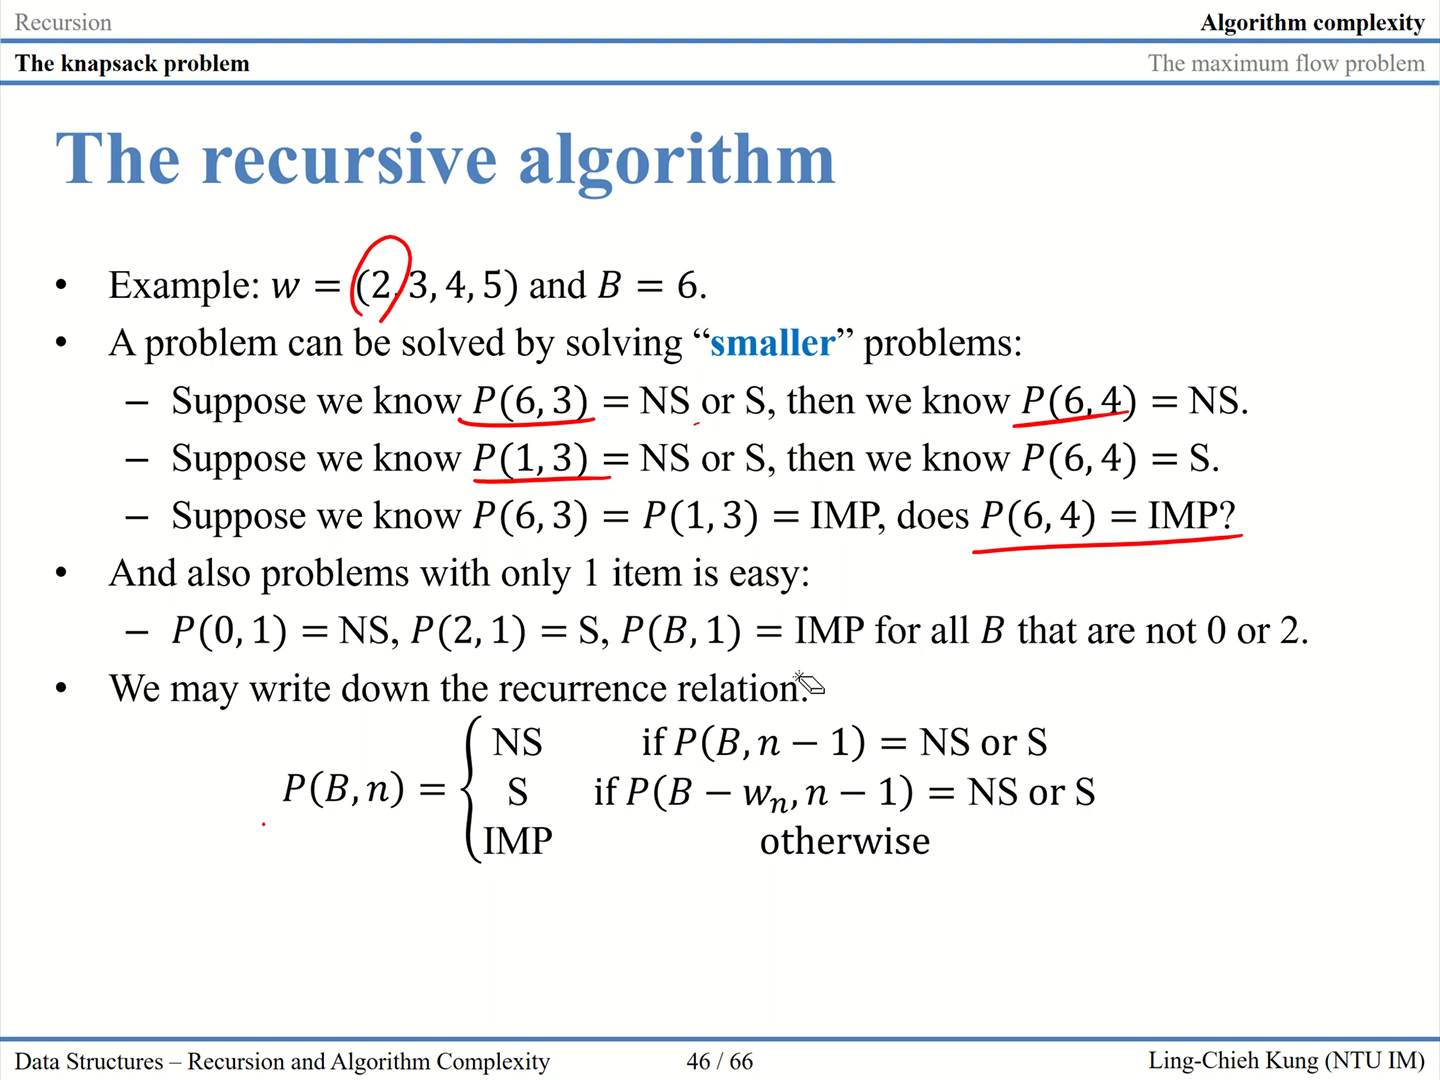 Recursion
Algorithm complexity
The knapsack problem
The maximum flow problem
The recursive algorithm
• Example: w = (2, 3, 4, 5) and B = 6.
• A problem can be solved by solving “smaller” problems:
– Suppose we know P(6, 3) = NS or S, then we know P(6, 4) = NS.
– Suppose we know P(1, 3) = NS or S, then we know P(6, 4) = S.
– Suppose we know P(6, 3) = P(1, 3) = IMP, does P(6, 4) = IMP?
• And also problems with only 1 item is easy:
– P(0, 1) = NS, P(2, 1) = S, P(B, 1) = IMP for all B that are not 0 or 2.
• We may write down the recurrence relation:
NS if P(B, n − 1) = NS or S
P(B, n) = { S if P(B − wₙ, n − 1) = NS or S
IMP otherwise
Data Structures – Recursion and Algorithm Complexity
46 / 66
Ling-Chieh Kung (NTU IM)